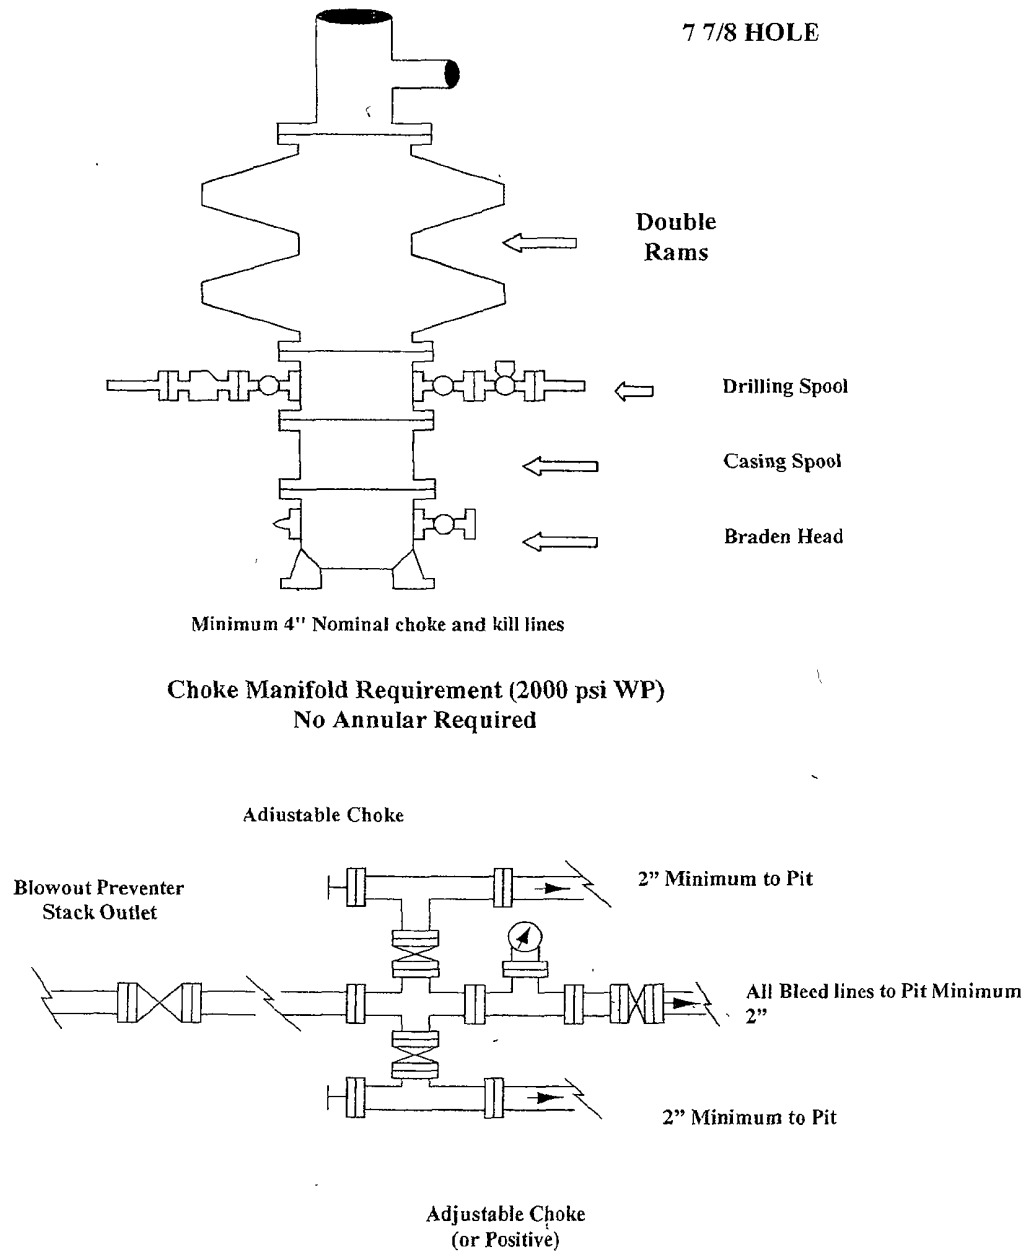 7 7/8 HOLE
Double
Rams
Drilling Spool
Casing Spool
Braden Head
Minimum 4" Nominal choke and kill lines
Choke Manifold Requirement (2000 psi WP)
No Annular Required
Adiustable Choke
Blowout Preventer
Stack Outlet
2” Minimum to Pit
All Bleed lines to Pit Minimum
2”
2” Minimum to Pit
Adjustable Choke
(or Positive)